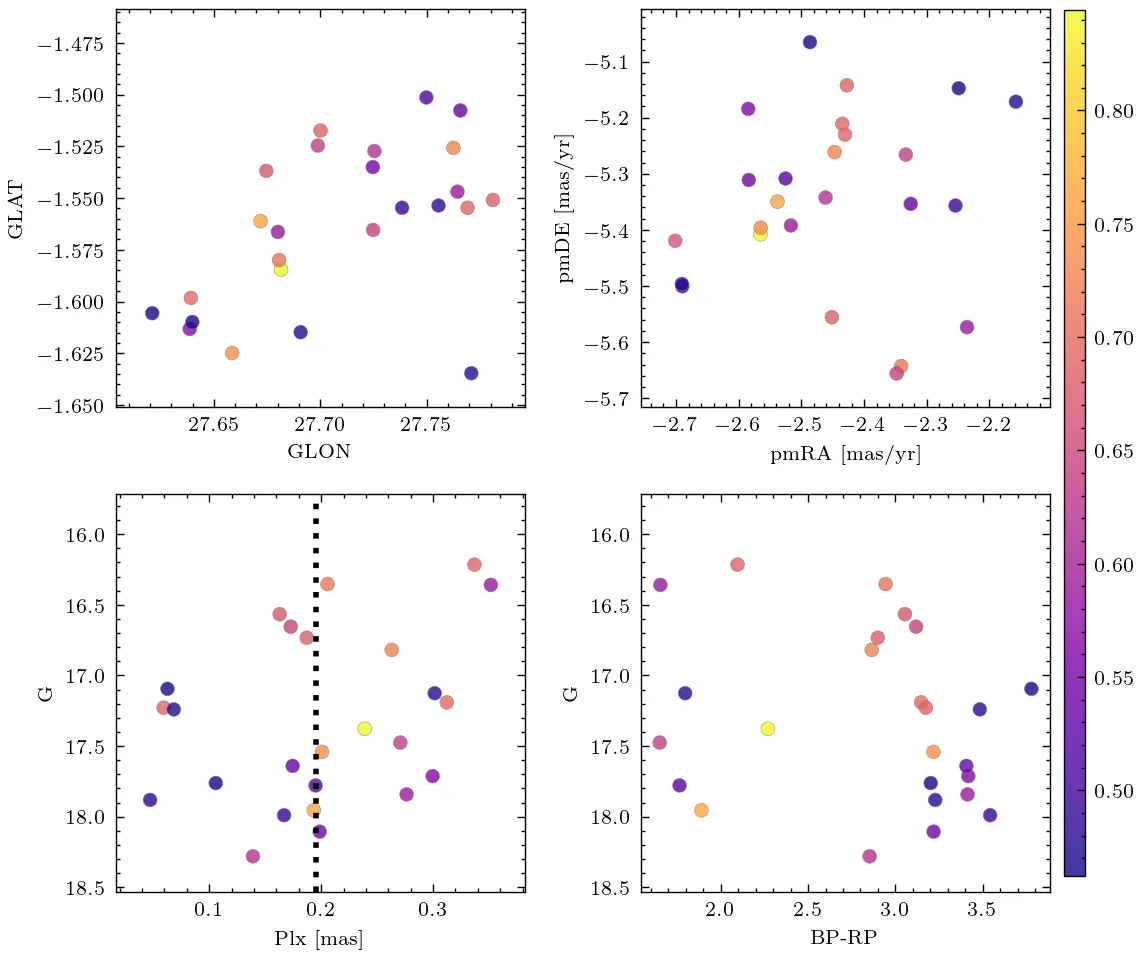 −1.475
−1.500
−1.525
−1.550
−1.575
−1.600
−1.625
−1.650
GLAT
27.65 27.70 27.75
GLON
−5.1
−5.2
−5.3
−5.4
−5.5
−5.6
−5.7
pmDE [mas/yr]
−2.7 −2.6 −2.5 −2.4 −2.3 −2.2
pmRA [mas/yr]
0.80
0.75
0.70
0.65
0.60
0.55
0.50
16.0
16.5
17.0
17.5
18.0
18.5
G
0.1 0.2 0.3
Plx [mas]
16.0
16.5
17.0
17.5
18.0
18.5
G
2.0 2.5 3.0 3.5
BP-RP